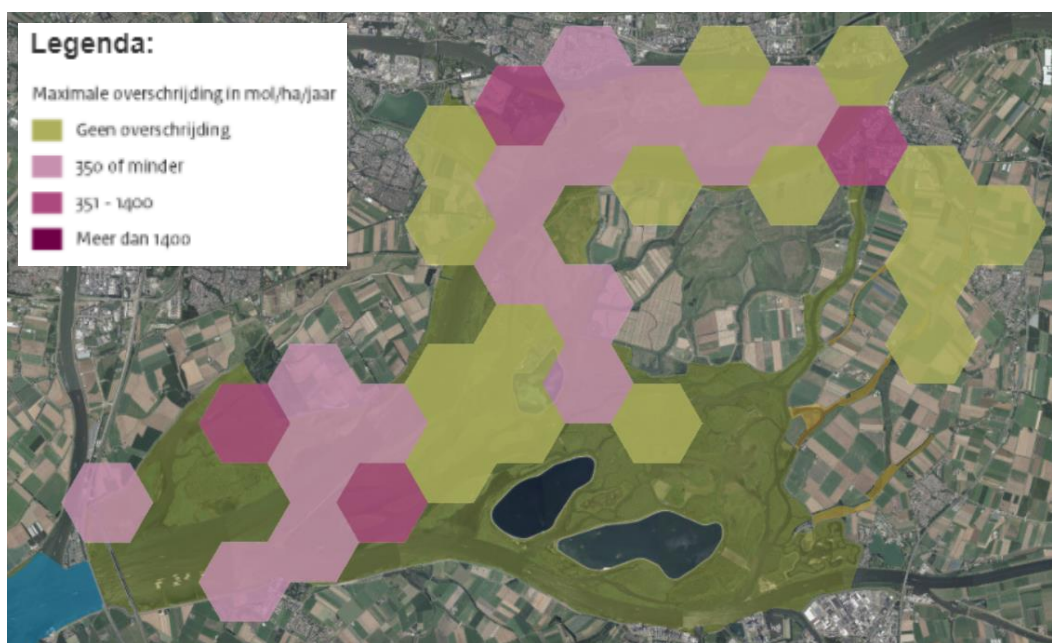 Legenda:
Maximale overschrijding in mol/ha/jaar
Geen overschrijding
350 of minder
351 - 1400
Meer dan 1400